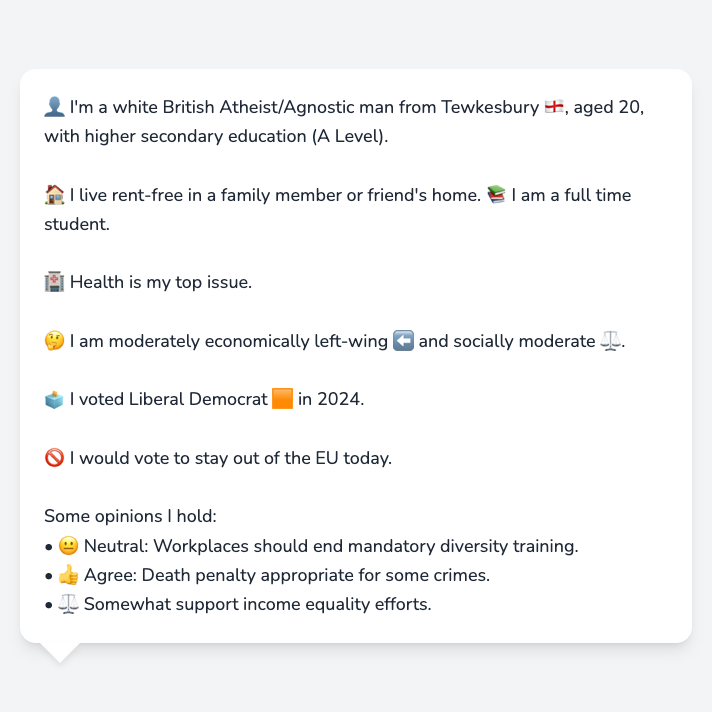 👤 I'm a white British Atheist/Agnostic man from Tewkesbury 🏴󠁧󠁢󠁥󠁮󠁧󠁿, aged 20,
with higher secondary education (A Level).
🏠 I live rent-free in a family member or friend's home. 📚 I am a full time
student.
🏥 Health is my top issue.
🤔 I am moderately economically left-wing ⬅️ and socially moderate ⚖️.
🗳️ I voted Liberal Democrat 🟧 in 2024.
🚫 I would vote to stay out of the EU today.
Some opinions I hold:
• 😐 Neutral: Workplaces should end mandatory diversity training.
• 👍 Agree: Death penalty appropriate for some crimes.
• ⚖️ Somewhat support income equality efforts.